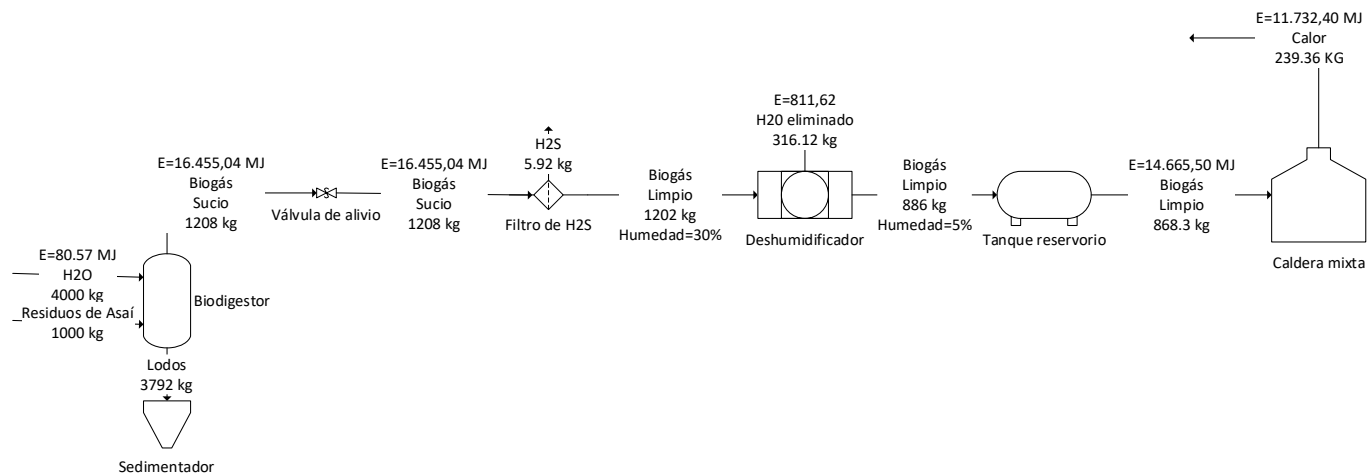 E=80.57 MJ
H2O
4000 kg
Residuos de Asaí
1000 kg
Biodigestor
Lodos
3792 kg
Sedimentador
E=16.455,04 MJ
Biogás
Sucio
1208 kg
Válvula de alivio
E=16.455,04 MJ
Biogás
Sucio
1208 kg
H2S
5.92 kg
Filtro de H2S
Biogás
Limpio
1202 kg
Humedad=30%
E=811,62
H20 eliminado
316.12 kg
Deshumidificador
Biogás
Limpio
886 kg
Humedad=5%
Tanque reservorio
E=14.665,50 MJ
Biogás
Limpio
868.3 kg
E=11.732,40 MJ
Calor
239.36 KG
Caldera mixta